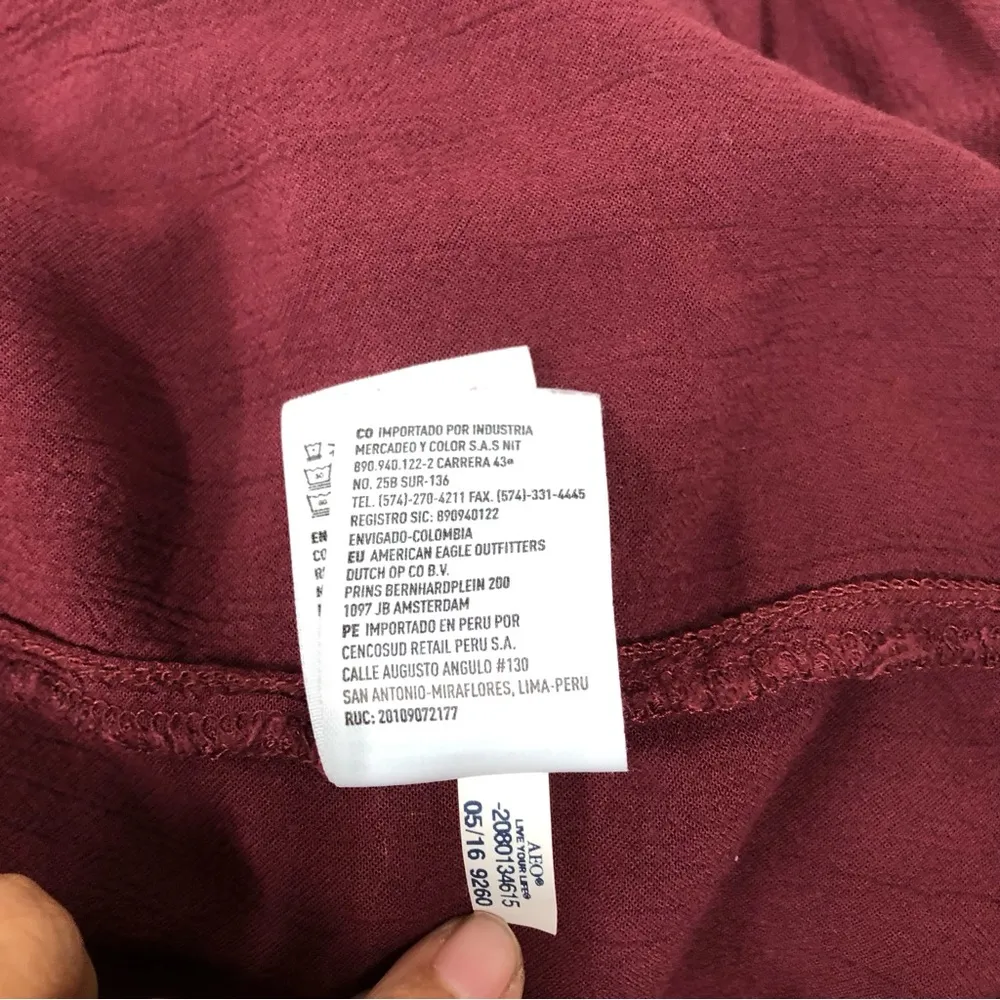 CO IMPORTADO POR INDUSTRIA
MERCADEO Y COLOR S.A.S NIT
890.940.122-2 CARRERA 43ª
NO. 25B SUR-136
TEL. (574)-270-4211 FAX. (574)-331-4445
REGISTRO SIC: 890940122
ENVIGADO-COLOMBIA
EU AMERICAN EAGLE OUTFITTERS
DUTCH OP CO B.V.
PRINS BERNHARDPLEIN 200
1097 JB AMSTERDAM
PE IMPORTADO EN PERU POR
CENCOSUD RETAIL PERU S.A.
CALLE AUGUSTO ANGULO #130
SAN ANTONIO-MIRAFLORES, LIMA-PERU
RUC: 20109072177
EN
CO
AEO®
LIVE YOUR LIFE®
-2080134615
05/16 9260